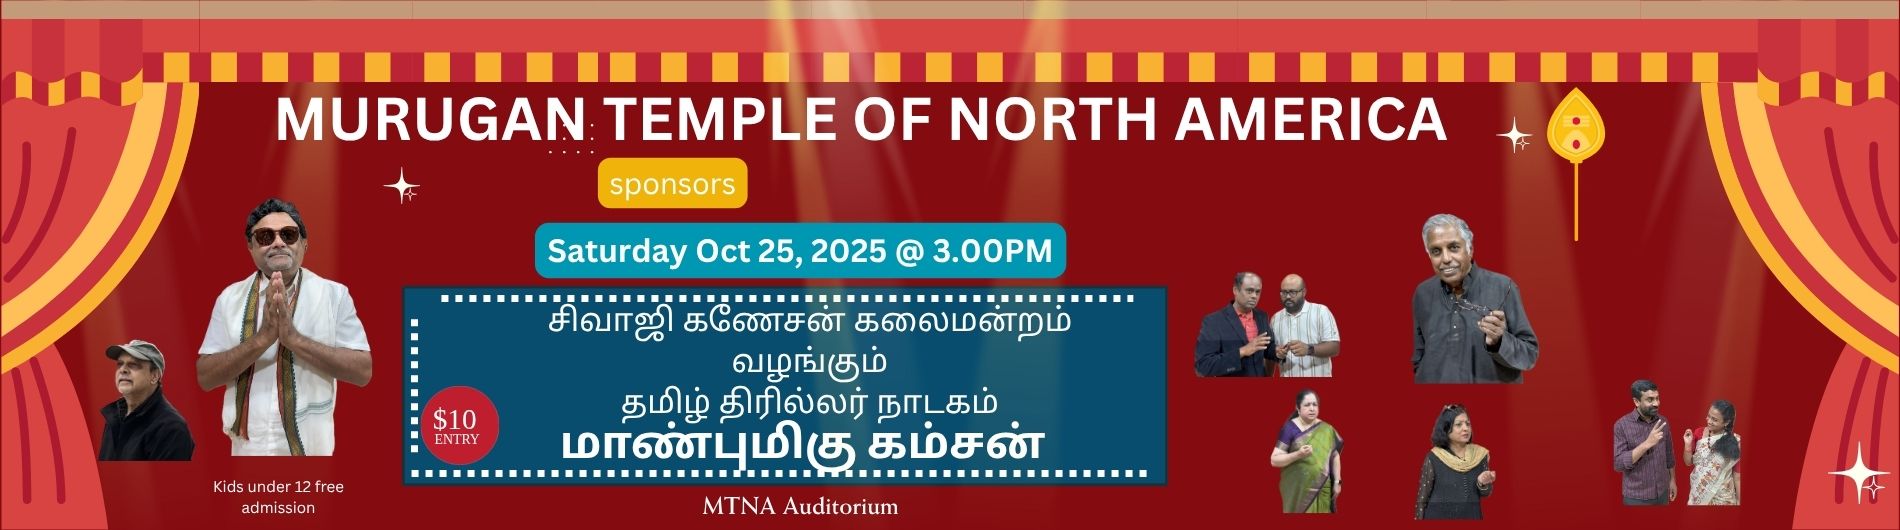 MURUGAN TEMPLE OF NORTH AMERICA
sponsors
Saturday Oct 25, 2025 @ 3.00PM
சிவாஜி கணேசன் கலைமன்றம்
வழங்கும்
தமிழ் திரில்லர் நாடகம்
மாண்புமிகு கம்சன்
$10
ENTRY
Kids under 12 free
admission
MTNA Auditorium